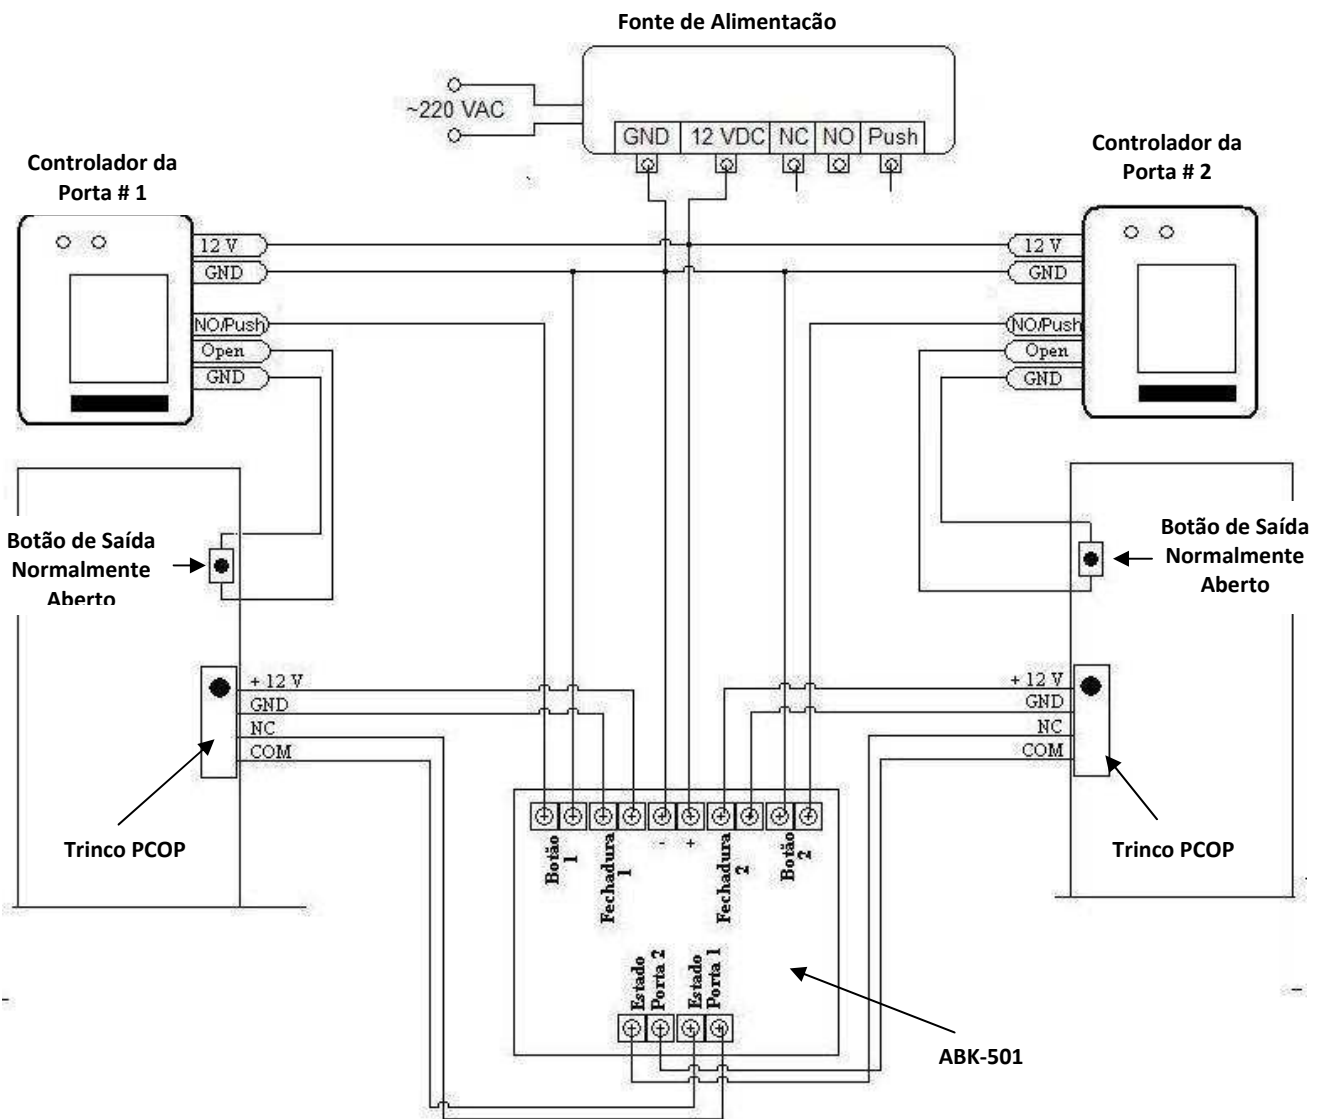 Fonte de Alimentação
~220 VAC
GND 12 VDC NC NO Push
Controlador da
Porta # 1
Controlador da
Porta # 2
12 V
GND
NO/Push
Open
GND
12 V
GND
NO/Push
Open
GND
Botão de Saída
Normalmente
Aberto
Botão de Saída
Normalmente
Aberto
+ 12 V
GND
NC
COM
+ 12 V
GND
NC
COM
Trinco PCOP
Trinco PCOP
Botão
1
Fechadura
1
-
+
Fechadura
2
Botão
2
Estado
Porta 2
Estado
Porta 1
ABK-501